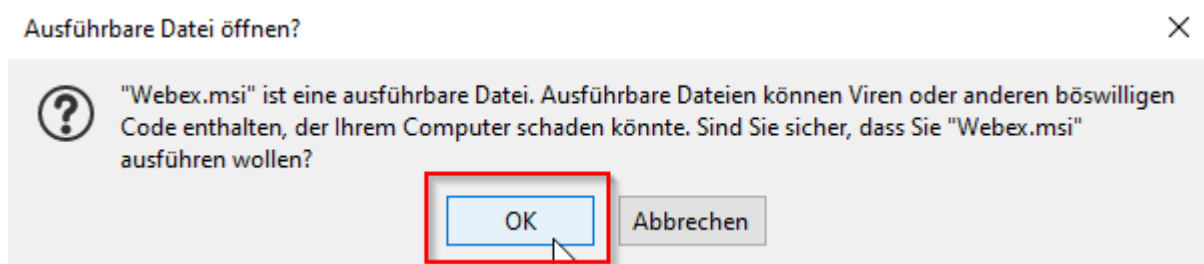 Ausführbare Datei öffnen?
"Webex.msi" ist eine ausführbare Datei. Ausführbare Dateien können Viren oder anderen böswilligen
Code enthalten, der Ihrem Computer schaden könnte. Sind Sie sicher, dass Sie "Webex.msi"
ausführen wollen?
OK Abbrechen